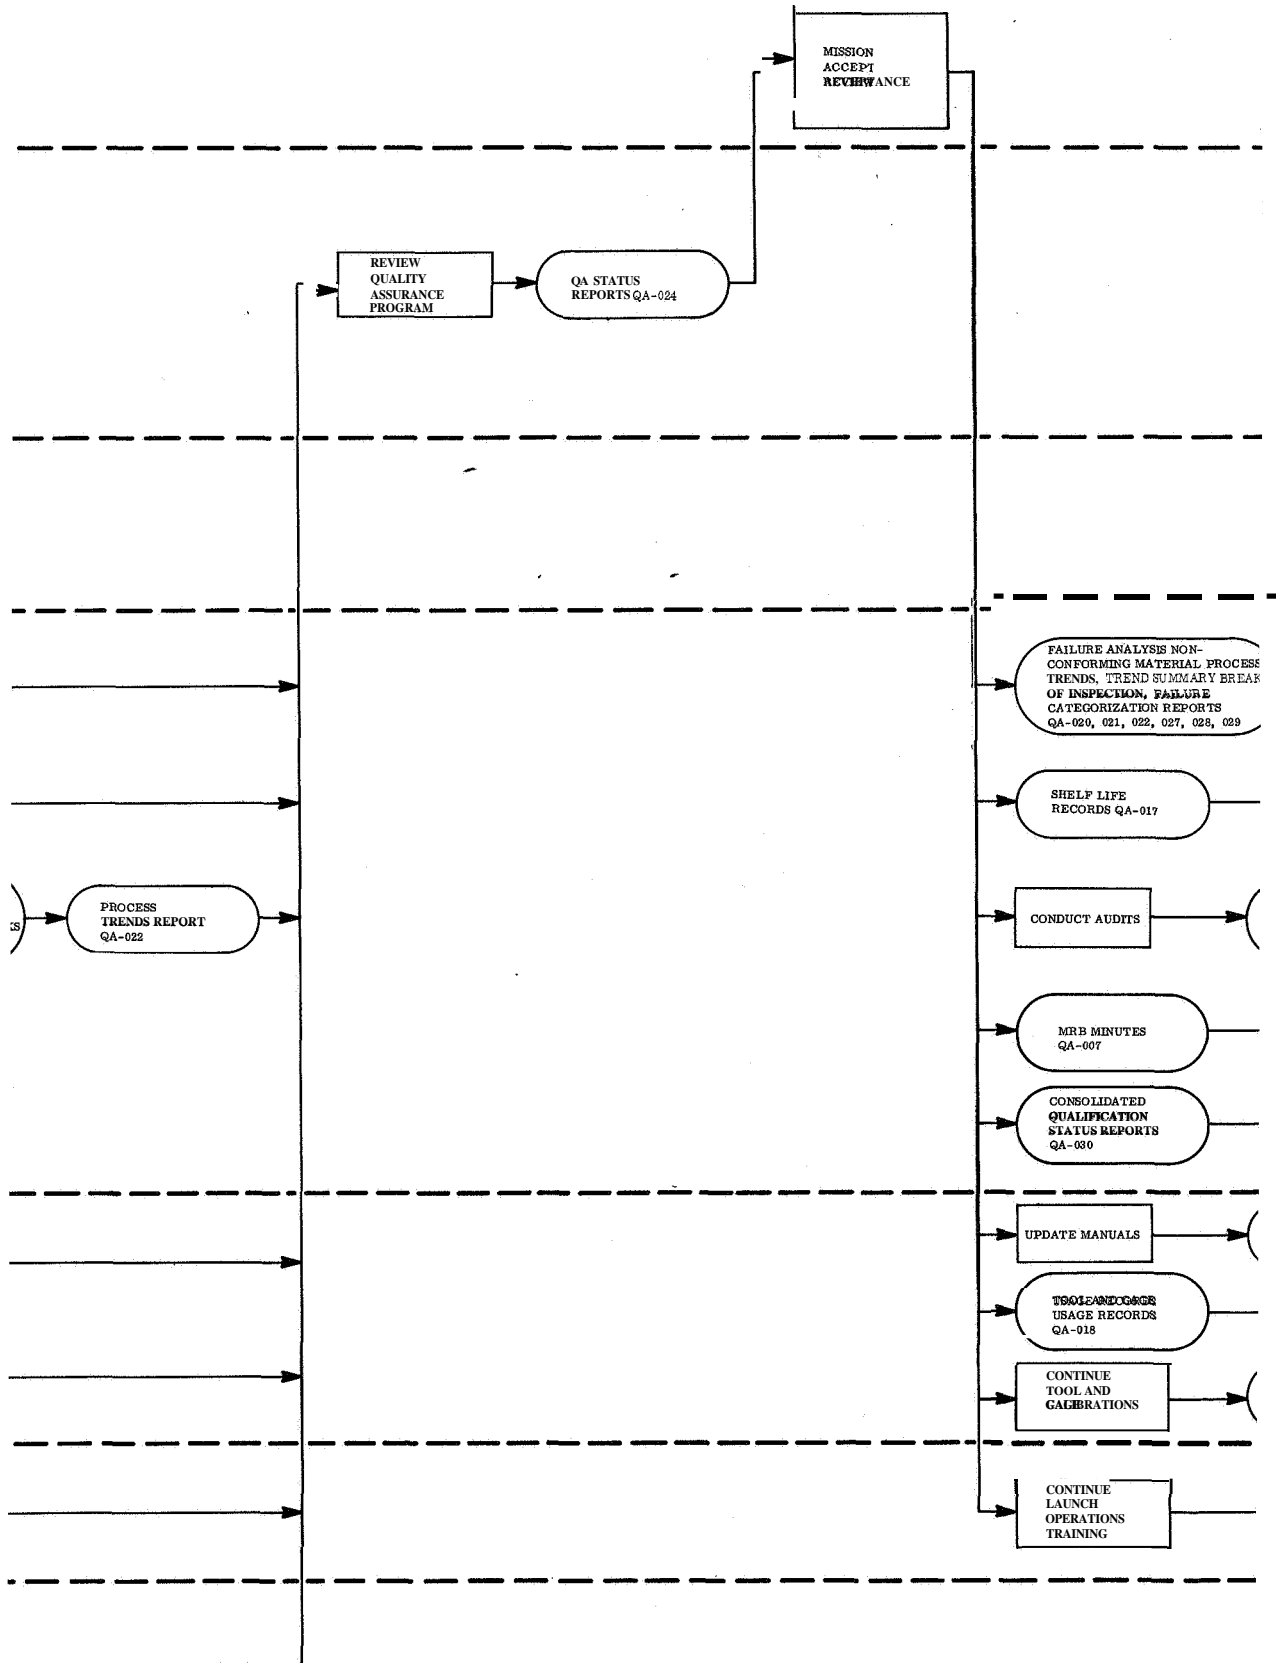 MISSION
ACCEPT
REVIEW
REVIEW
QUALITY
ASSURANCE
PROGRAM
QA STATUS
REPORTS QA-024
FAILURE ANALYSIS NON-
CONFORMING MATERIAL PROCESS
TRENDS, TREND SUMMARY BREAK
OF INSPECTION, FAILURE
CATEGORIZATION REPORTS
QA-020, 021, 022, 027, 028, 029
SHELF LIFE
RECORDS QA-017
PROCESS
TRENDS REPORT
QA-022
CONDUCT AUDITS
MRB MINUTES
QA-007
CONSOLIDATED
QUALIFICATION
STATUS REPORTS
QA-030
UPDATE MANUALS
TOOL AND GAGE
USAGE RECORDS
QA-018
CONTINUE
TOOL AND
CONTINUE
LAUNCH
OPERATIONS
TRAINING